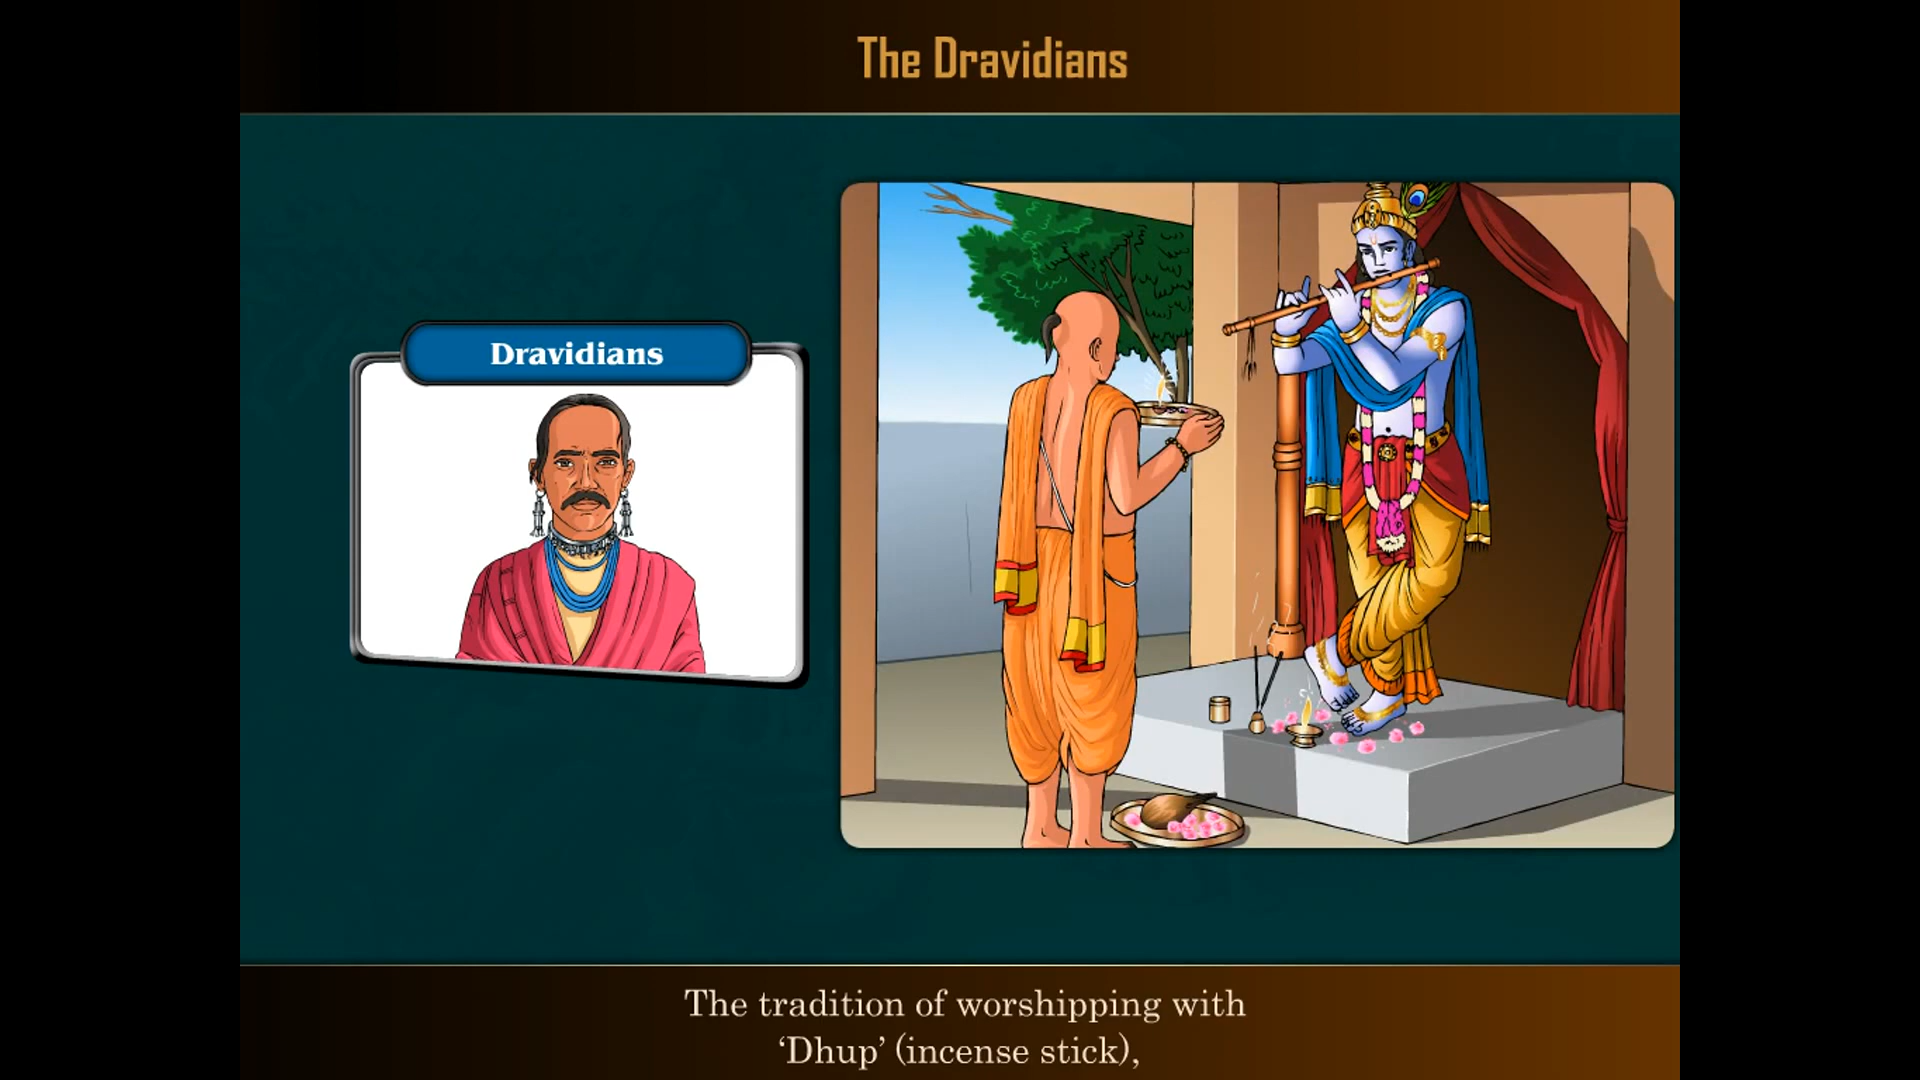 The Dravidians
Dravidians
The tradition of worshipping with
‘Dhup’ (incense stick),